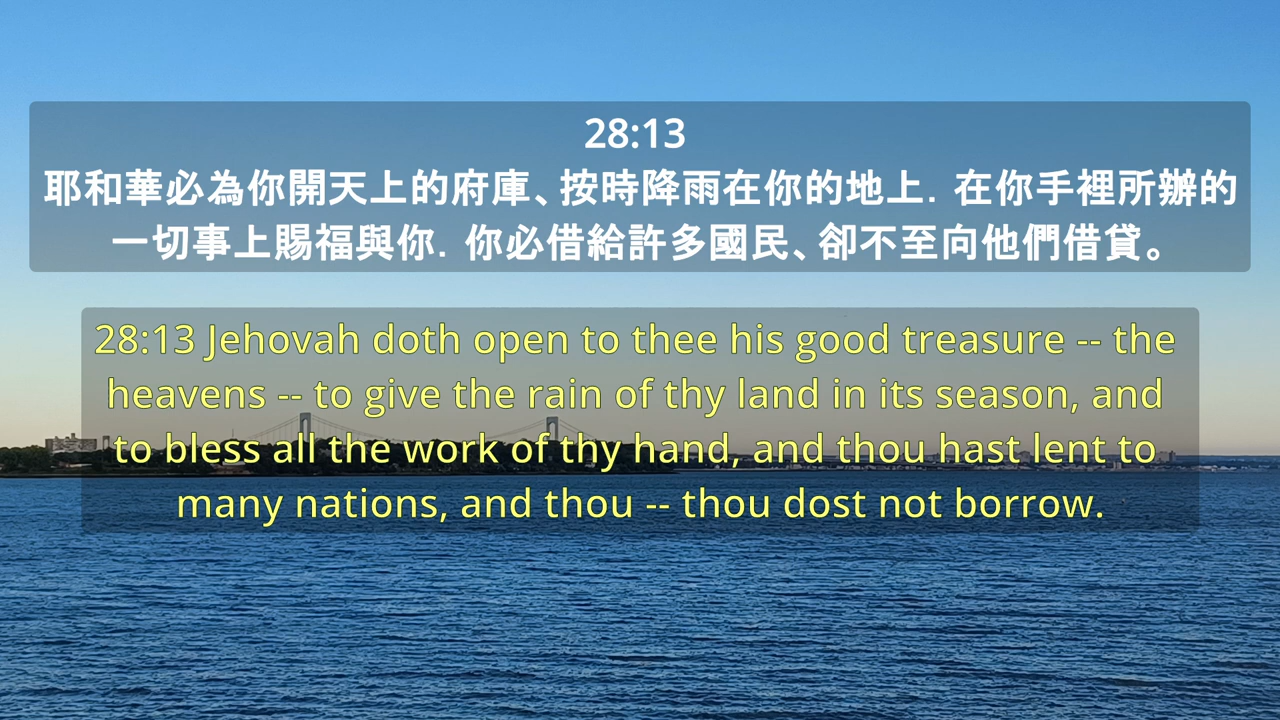 28:13
耶和華必為你開天上的府庫、按時降雨在你的地上．在你手裡所辦的
一切事上賜福與你．你必借給許多國民、卻不至向他們借貸。
28:13 Jehovah doth open to thee his good treasure -- the
heavens -- to give the rain of thy land in its season, and
to bless all the work of thy hand, and thou hast lent to
many nations, and thou -- thou dost not borrow.